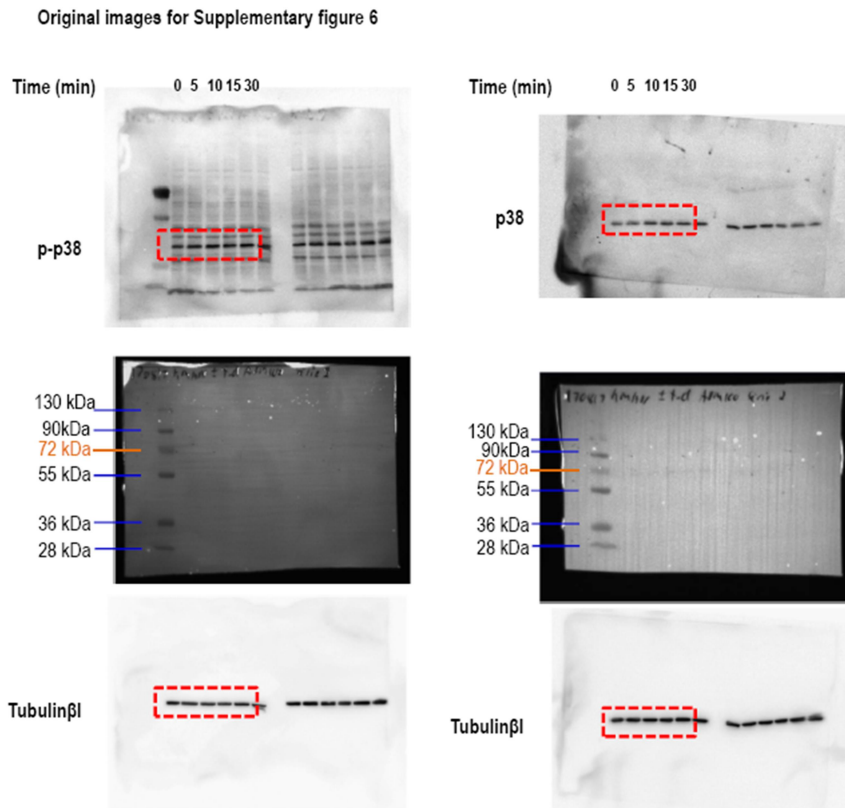 Original images for Supplementary figure 6
Time (min) 0 5 10 15 30
Time (min) 0 5 10 15 30
p-p38
p38
130 kDa
90kDa
72 kDa
55 kDa
36 kDa
28 kDa
130 kDa
90kDa
72 kDa
55 kDa
36 kDa
28 kDa
TubulinβI
TubulinβI